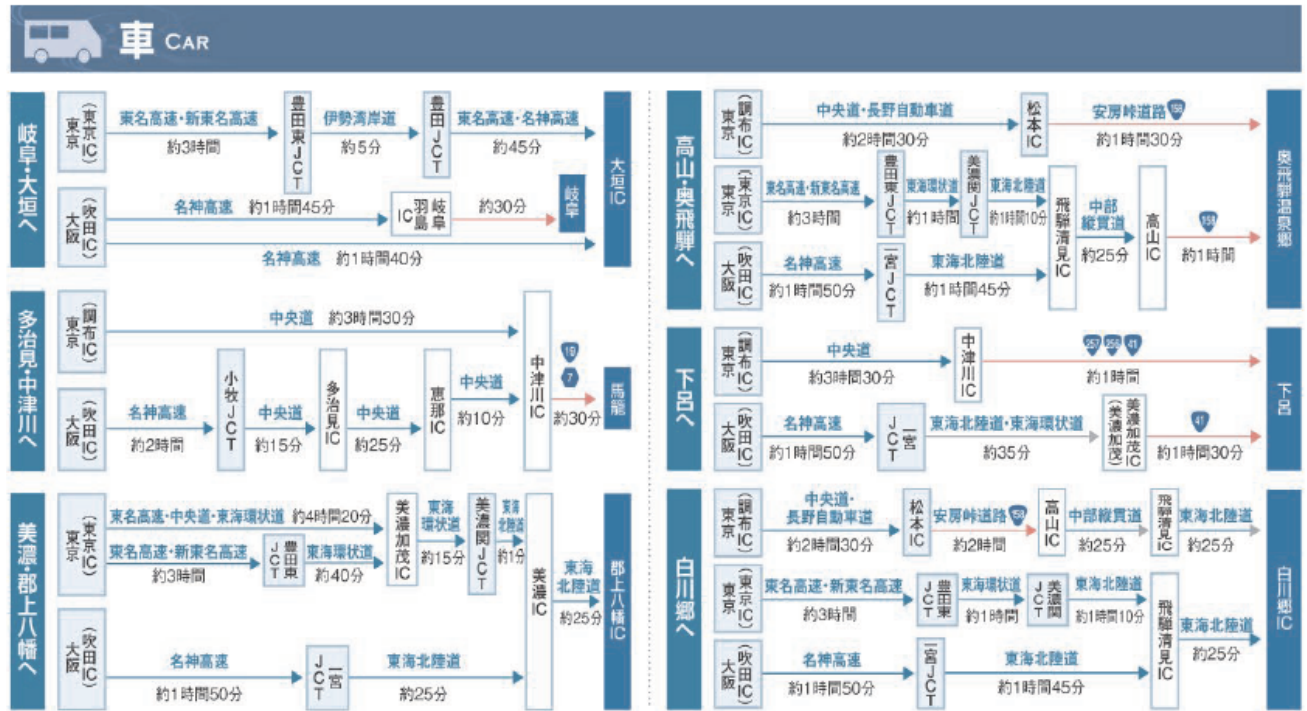 車 CAR
岐阜・大垣へ
東京(東京IC)
東名高速・新東名高速
約3時間
豊田東JCT
伊勢湾岸道
約5分
豊田JCT
東名高速・名神高速
約45分
大垣IC
大阪(吹田IC)
名神高速 約1時間45分
岐阜羽島IC
約30分
岐阜
名神高速 約1時間40分
多治見・中津川へ
東京(調布IC)
中央道 約3時間30分
大阪(吹田IC)
名神高速
約2時間
小牧JCT
中央道
約15分
多治見IC
中央道
約25分
恵那IC
中央道
約10分
中津川IC
19
7
約30分
馬籠
美濃・郡上八幡へ
東京(東京IC)
東名高速・中央道・東海環状道 約4時間20分
東名高速・新東名高速
約3時間
豊田東JCT
東海環状道
約40分
美濃加茂IC
東海環状道
約15分
美濃関JCT
東海北陸道
約1分
美濃IC
東海北陸道
約25分
郡上八幡IC
大阪(吹田IC)
名神高速
約1時間50分
一宮JCT
東海北陸道
約25分
高山・奥飛騨へ
東京(調布IC)
中央道・長野自動車道
約2時間30分
松本IC
安房峠道路 158
約1時間30分
奥飛騨温泉郷
東京(東京IC)
東名高速・新東名高速
約3時間
豊田東JCT
東海環状道
約1時間
美濃関JCT
東海北陸道
約1時間10分
飛騨清見IC
中部縦貫道
約25分
高山IC
158
約1時間
大阪(吹田IC)
名神高速
約1時間50分
一宮JCT
東海北陸道
約1時間45分
下呂へ
東京(調布IC)
中央道
約3時間30分
中津川IC
257 256 41
約1時間
下呂
大阪(吹田IC)
名神高速
約1時間50分
一宮JCT
東海北陸道・東海環状道
約35分
美濃加茂IC(美濃加茂)
41
約1時間30分
白川郷へ
東京(調布IC)
中央道・長野自動車道
約2時間30分
松本IC
安房峠道路 158
約2時間
高山IC
中部縦貫道
約25分
飛騨清見IC
東海北陸道
約25分
白川郷IC
東京(東京IC)
東名高速・新東名高速
約3時間
豊田東JCT
東海環状道
約1時間
美濃関JCT
東海北陸道
約1時間10分
飛騨清見IC
東海北陸道
約25分
大阪(吹田IC)
名神高速
約1時間50分
一宮JCT
東海北陸道
約1時間45分